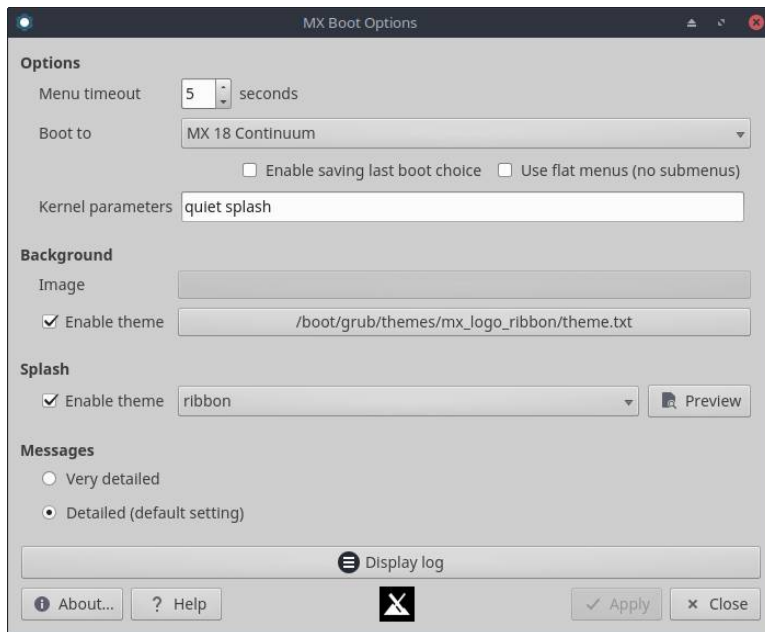 MX Boot Options
Options
Menu timeout 5 seconds
Boot to MX 18 Continuum
Enable saving last boot choice Use flat menus (no submenus)
Kernel parameters quiet splash
Background
Image
Enable theme /boot/grub/themes/mx_logo_ribbon/theme.txt
Splash
Enable theme ribbon Preview
Messages
Very detailed
Detailed (default setting)
Display log
About... ? Help Apply Close